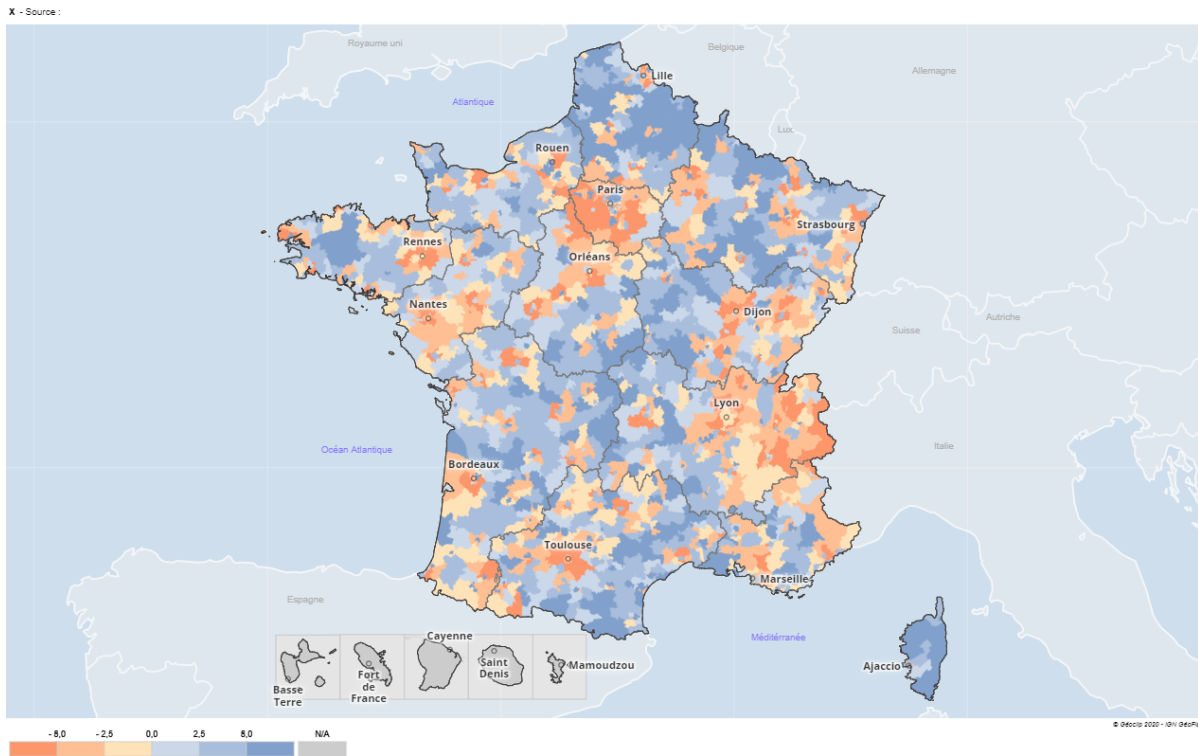 X - Source :
Royaume uni
Belgique
Lille
Allemagne
Atlantique
Lux.
Rouen
Paris
Strasbourg
Rennes
Orléans
Nantes
Dijon
Suisse
Autriche
Lyon
Océan Atlantique
Italie
Bordeaux
Toulouse
Marseille
Espagne
Cayenne
Méditerranée
Saint
Denis
Mamoudzou
Ajaccio
Fort
de
France
Basse
Terre
© Géoclip 2020 - IGN GéoFla
- 8,0 - 2,5 0,0 2,5 8,0 N/A